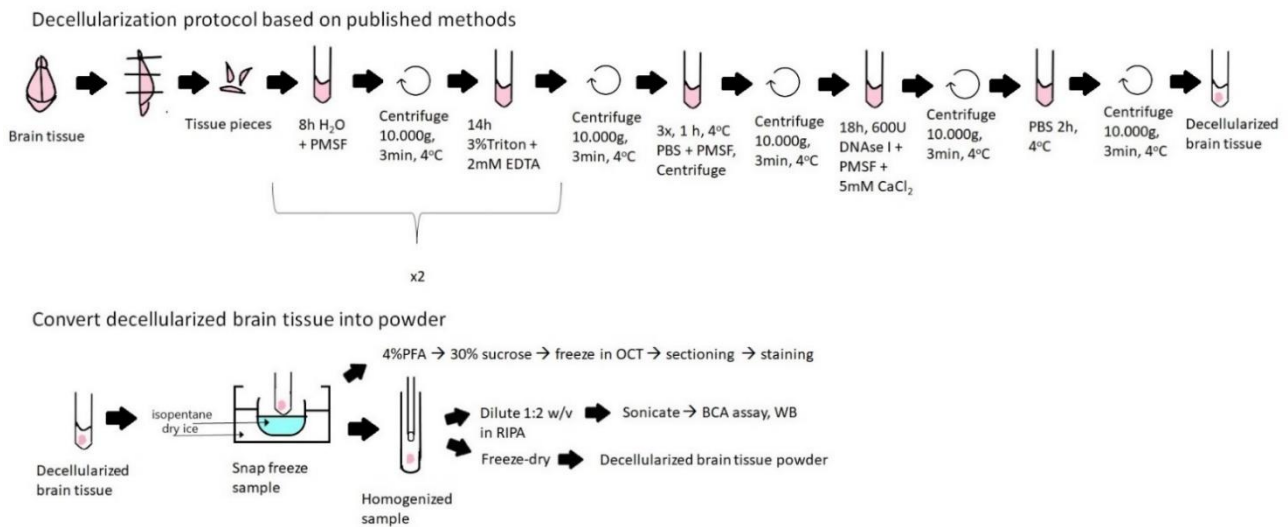 Decellularization protocol based on published methods
Brain tissue
Tissue pieces
8h H₂O
+ PMSF
Centrifuge
10.000g,
3min, 4°C
14h
3%Triton +
2mM EDTA
Centrifuge
10.000g,
3min, 4°C
3x, 1 h, 4°C
PBS + PMSF,
Centrifuge
Centrifuge
10.000g,
3min, 4°C
18h, 600U
DNAse I +
PMSF +
5mM CaCl₂
Centrifuge
10.000g,
3min, 4°C
PBS 2h,
4°C
Centrifuge
10.000g,
3min, 4°C
Decellularized
brain tissue
x2
Convert decellularized brain tissue into powder
4%PFA → 30% sucrose → freeze in OCT → sectioning → staining
isopentane
dry ice
Decellularized
brain tissue
Snap freeze
sample
Homogenized
sample
Dilute 1:2 w/v
in RIPA
Sonicate → BCA assay, WB
Freeze-dry
Decellularized brain tissue powder